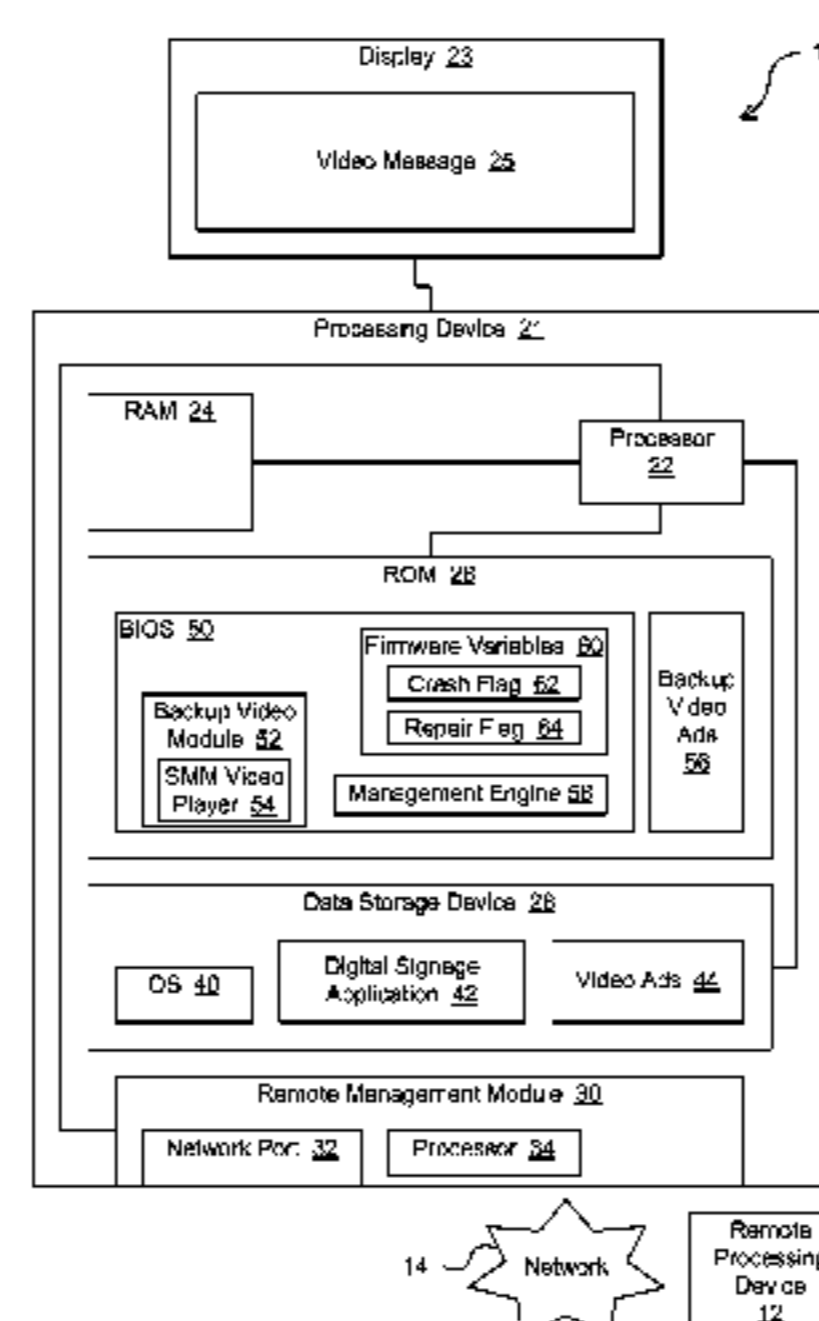 Display 23
1
Video Message 25
Processing Device 21
RAM 24
Processor
22
ROM 26
BIOS 50
Firmware Variables 60
Crash Flag 62
Repair Flag 64
Backup Video
Module 52
SMM Video
Player 54
Management Engine
Backup
Video
Ads
56
Data Storage Device
OS 40
Digital Signage
Application 42
Video Ads 44
Remote Management Module 30
Network Port 32
Processor 34
14
Network
Remote
Processing
Device
12